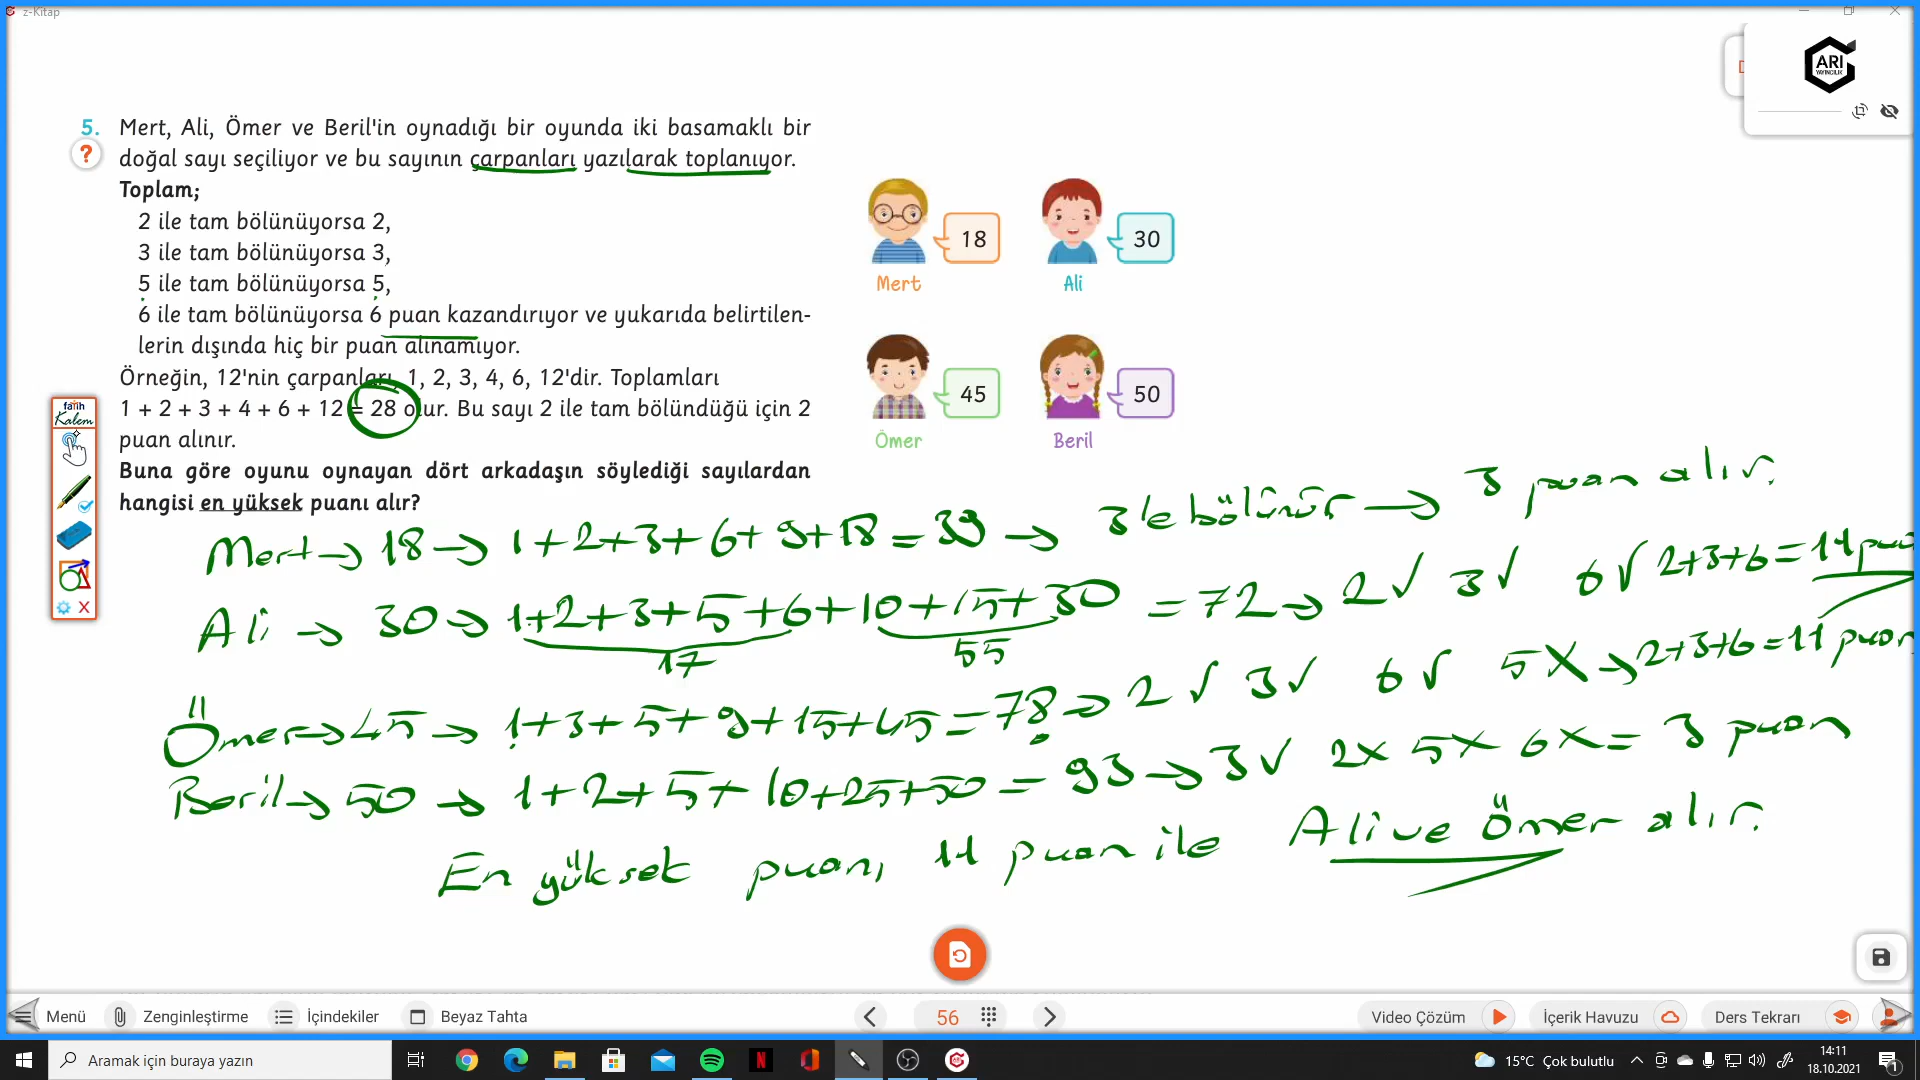 z-Kitap
ARI
YAYINCILIK
5. Mert, Ali, Ömer ve Beril'in oynadığı bir oyunda iki basamaklı bir
doğal sayı seçiliyor ve bu sayının çarpanları yazılarak toplanıyor.
?
Toplam;
2 ile tam bölünüyorsa 2,
3 ile tam bölünüyorsa 3,
5 ile tam bölünüyorsa 5,
6 ile tam bölünüyorsa 6 puan kazandırıyor ve yukarıda belirtilen-
lerin dışında hiç bir puan alınamıyor.
Örneğin, 12'nin çarpanları, 1, 2, 3, 4, 6, 12'dir. Toplamları
1 + 2 + 3 + 4 + 6 + 12 = 28 olur. Bu sayı 2 ile tam bölündüğü için 2
puan alınır.
Buna göre oyunu oynayan dört arkadaşın söylediği sayılardan
hangisi en yüksek puanı alır?
18
30
Mert
Ali
45
50
Ömer
Beril
fatih
Kalem
X
Mert → 18 → 1+2+3+6+9+18 = 39 → 3'le bölünür → 3 puan alır.
Ali → 30 → 1+2+3+5+6+10+15+30 = 72 → 2 ✓ 3 ✓ 6 ✓ 2+3+6=11 puan
17 55
Ömer → 45 → 1+3+5+9+15+45 = 78 → 2 ✓ 3 ✓ 6 ✓ 5 X → 2+3+6=11 puan
Beril → 50 → 1+2+5+10+25+50 = 93 → 3 ✓ 2x 5x 6x = 3 puan
En yüksek puanı 11 puan ile Ali ve Ömer alır.
Menü Zenginleştirme İçindekiler Beyaz Tahta 56 Video Çözüm İçerik Havuzu Ders Tekrarı
Aramak için buraya yazın 15°C Çok bulutlu 14:11
18.10.2021
1